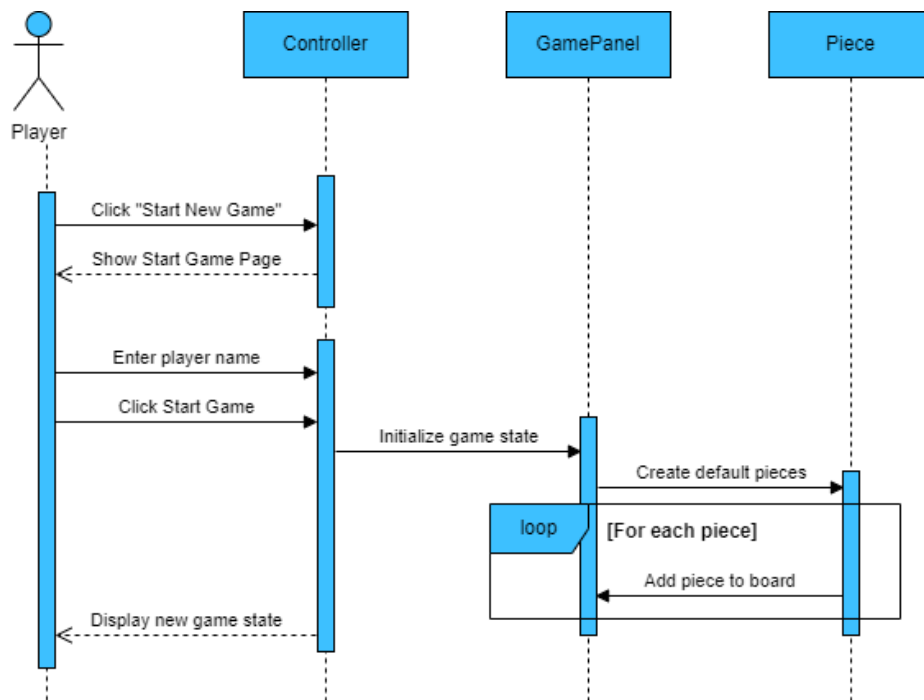 Controller
GamePanel
Piece
Player
Click "Start New Game"
Show Start Game Page
Enter player name
Click Start Game
Initialize game state
Create default pieces
loop
[For each piece]
Add piece to board
Display new game state